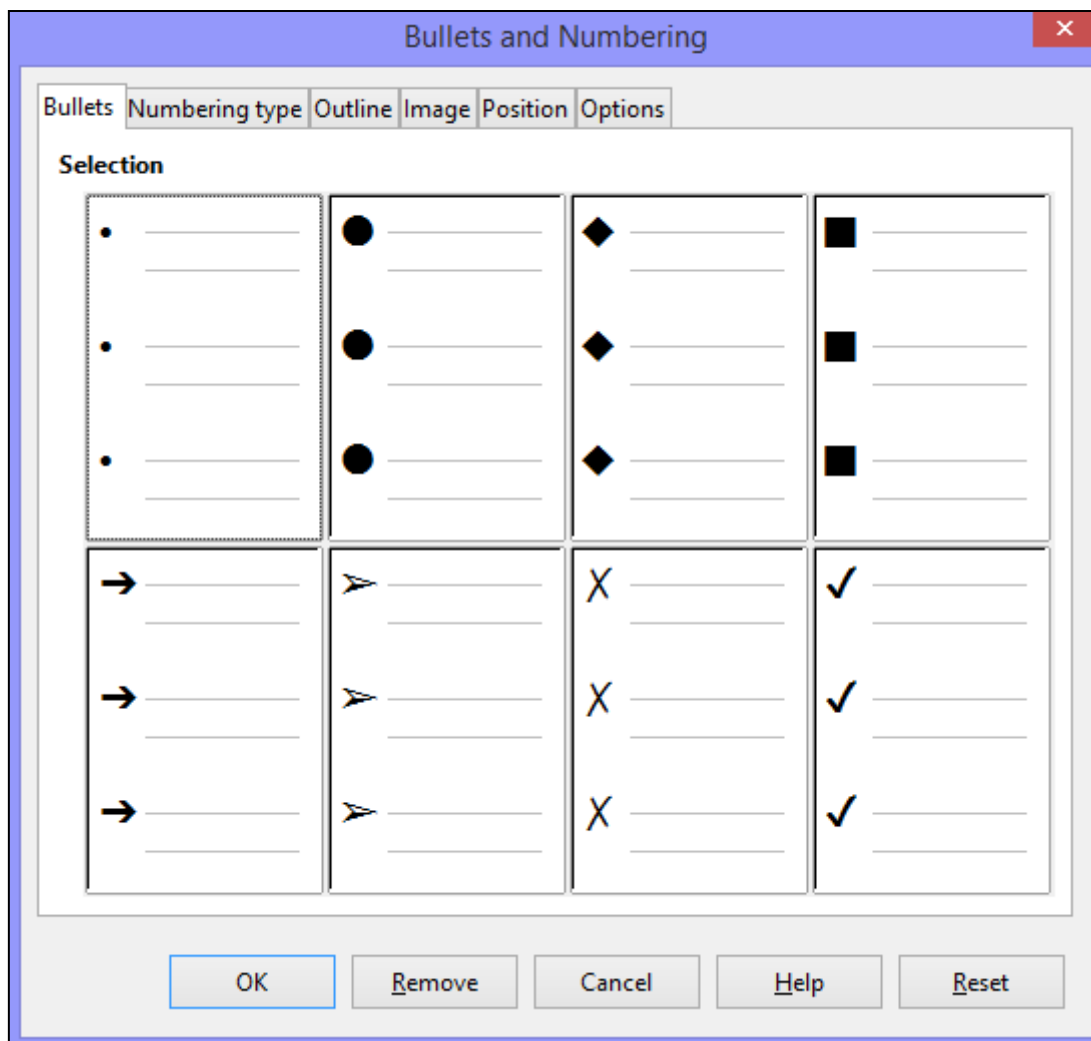 Bullets and Numbering
Bullets Numbering type Outline Image Position Options
Selection
OK Remove Cancel Help Reset